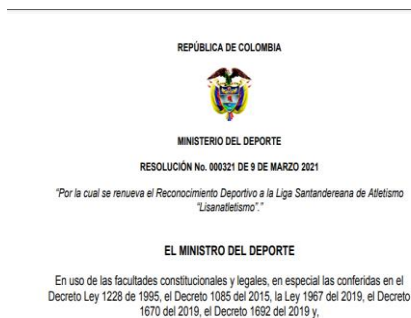 REPÚBLICA DE COLOMBIA
MINISTERIO DEL DEPORTE
RESOLUCIÓN No. 000321 DE 9 DE MARZO 2021
"Por la cual se renueva el Reconocimiento Deportivo a la Liga Santandereana de Atletismo
"Lisanatletismo"."
EL MINISTRO DEL DEPORTE
En uso de las facultades constitucionales y legales, en especial las conferidas en el
Decreto Ley 1228 de 1995, el Decreto 1085 del 2015, la Ley 1967 del 2019, el Decreto
1670 del 2019, el Decreto 1692 del 2019 y,